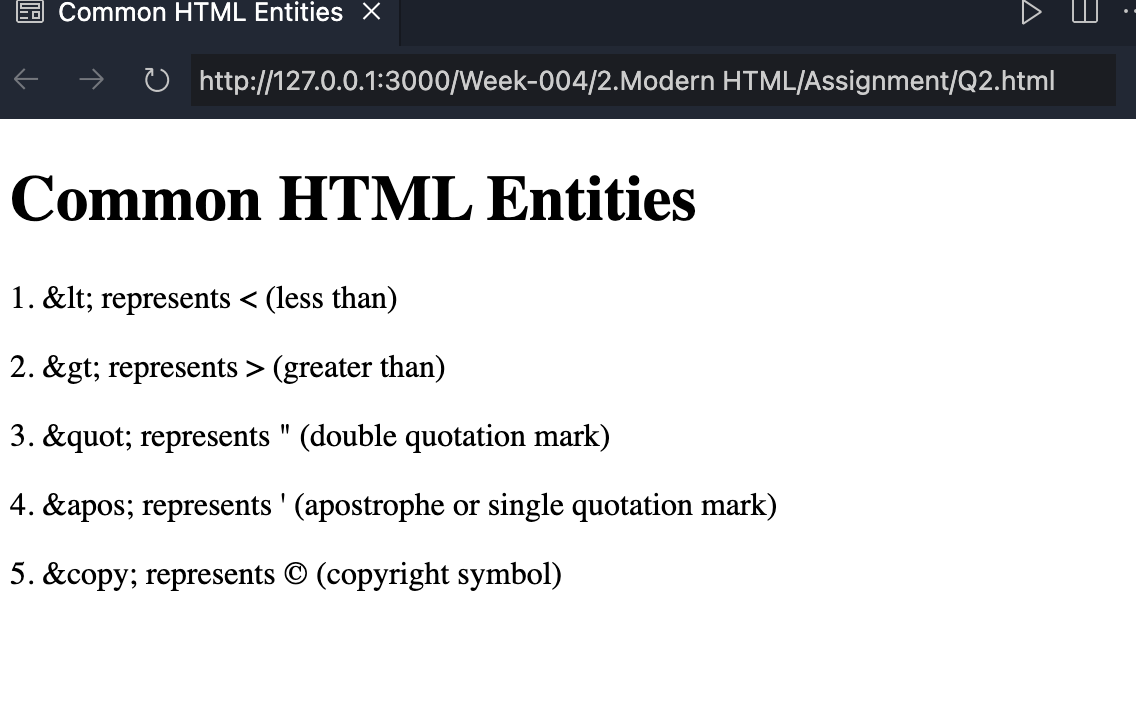 Common HTML Entities
http://127.0.0.1:3000/Week-004/2.Modern HTML/Assignment/Q2.html
Common HTML Entities
1. &lt; represents < (less than)
2. &gt; represents > (greater than)
3. &quot; represents " (double quotation mark)
4. &apos; represents ' (apostrophe or single quotation mark)
5. &copy; represents © (copyright symbol)